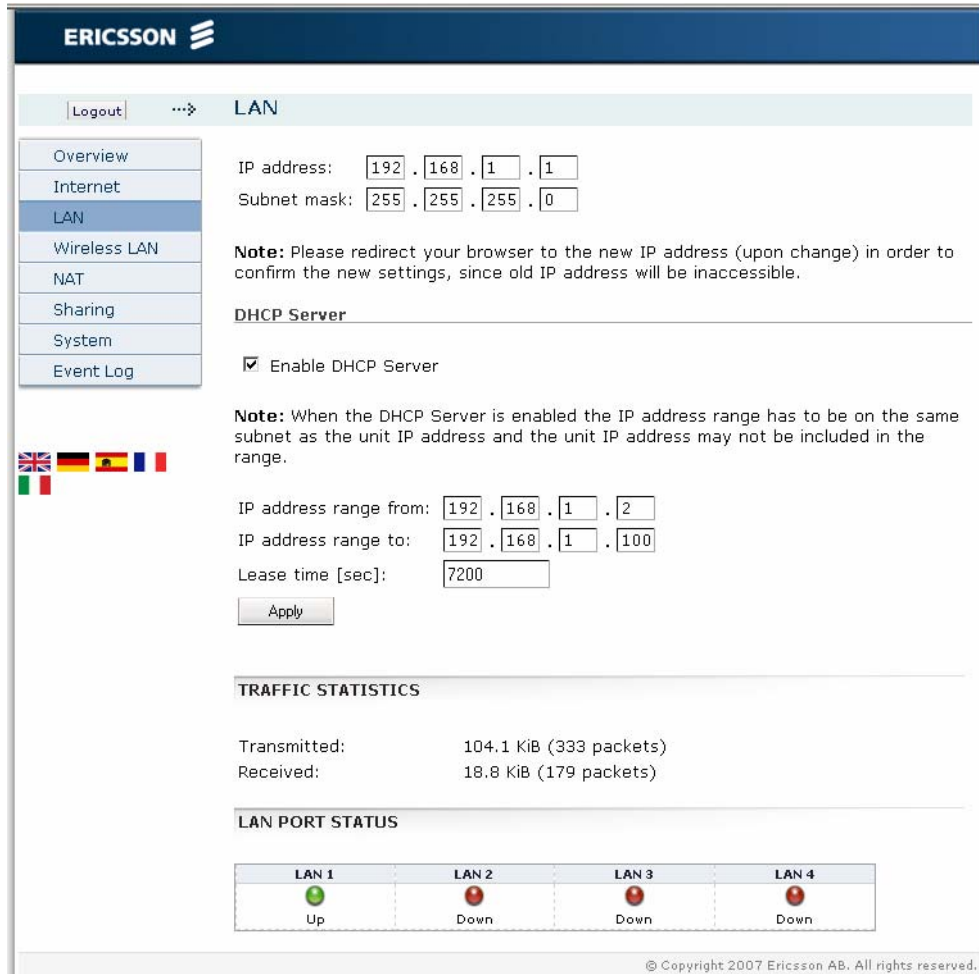 ERICSSON
Logout
LAN
Overview
Internet
LAN
Wireless LAN
NAT
Sharing
System
Event Log
IP address: 192 . 168 . 1 . 1
Subnet mask: 255 . 255 . 255 . 0
Note: Please redirect your browser to the new IP address (upon change) in order to
confirm the new settings, since old IP address will be inaccessible.
DHCP Server
Enable DHCP Server
Note: When the DHCP Server is enabled the IP address range has to be on the same
subnet as the unit IP address and the unit IP address may not be included in the
range.
IP address range from: 192 . 168 . 1 . 2
IP address range to: 192 . 168 . 1 . 100
Lease time [sec]: 7200
Apply
TRAFFIC STATISTICS
Transmitted: 104.1 KiB (333 packets)
Received: 18.8 KiB (179 packets)
LAN PORT STATUS
LAN 1 LAN 2 LAN 3 LAN 4
Up Down Down Down
© Copyright 2007 Ericsson AB. All rights reserved.